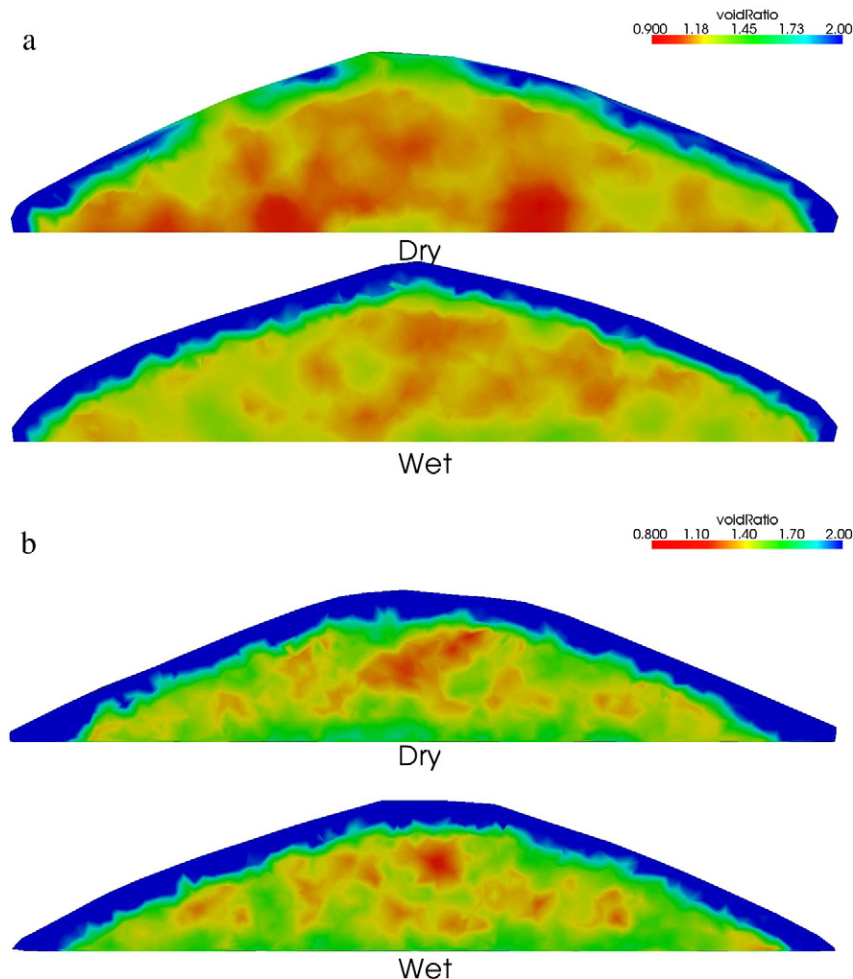 a
voidRatio
0.900 1.18 1.45 1.73 2.00
Dry
Wet
b
voidRatio
0.800 1.10 1.40 1.70 2.00
Dry
Wet